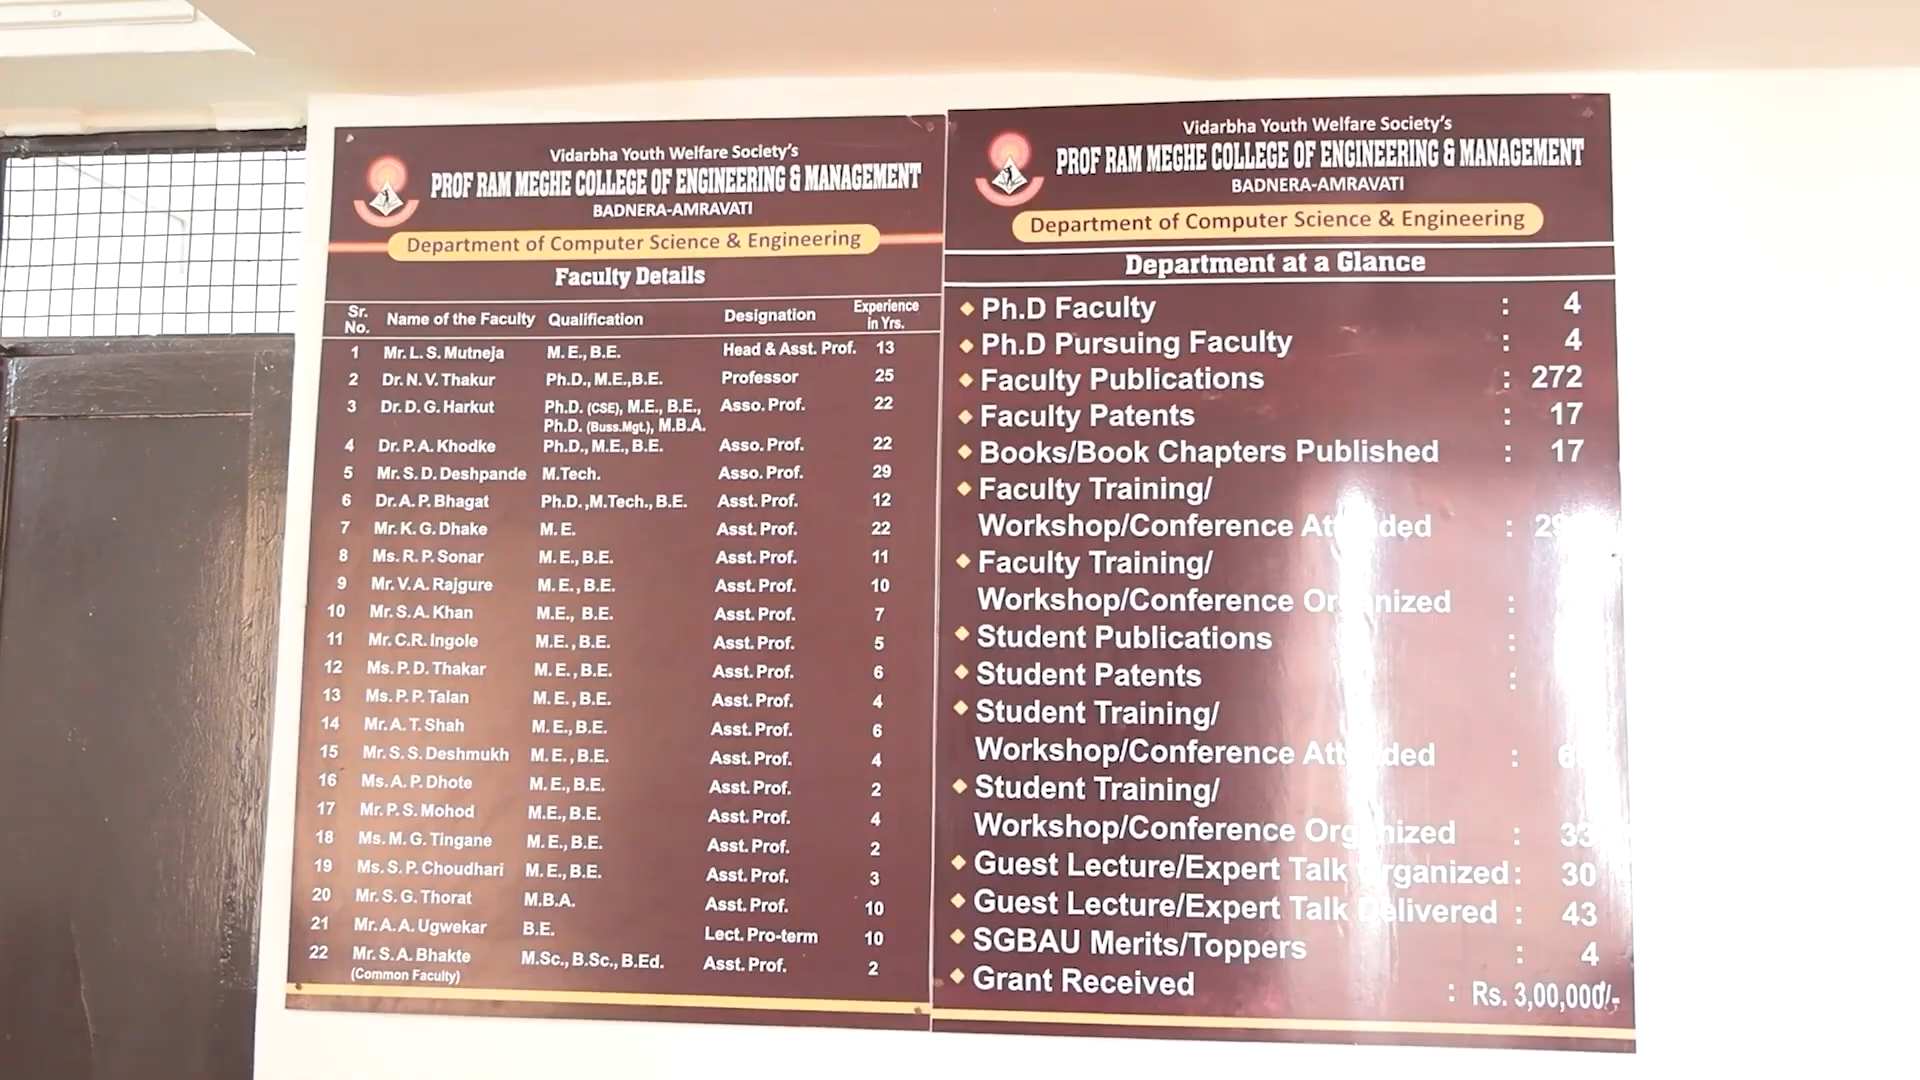 Vidarbha Youth Welfare Society's
PROF RAM MEGHE COLLEGE OF ENGINEERING & MANAGEMENT
BADNERA-AMRAVATI
Department of Computer Science & Engineering
Faculty Details
Sr. No. Name of the Faculty Qualification Designation Experience in Yrs.
1 Mr. L. S. Mutneja M. E., B.E. Head & Asst. Prof. 13
2 Dr. N. V. Thakur Ph.D., M.E.,B.E. Professor 25
3 Dr. D. G. Harkut Ph.D. (CSE), M.E., B.E., Asso. Prof. 22
Ph.D. (Buss.Mgt.), M.B.A.
4 Dr. P.A. Khodke Ph.D., M.E., B.E. Asso. Prof. 22
5 Mr. S. D. Deshpande M.Tech. Asso. Prof. 29
6 Dr. A. P. Bhagat Ph.D. ,M.Tech., B.E. Asst. Prof. 12
7 Mr. K. G. Dhake M. E. Asst. Prof. 22
8 Ms. R. P. Sonar M. E., B.E. Asst. Prof. 11
9 Mr. V. A. Rajgure M. E. , B.E. Asst. Prof. 10
10 Mr. S.A. Khan M.E., B.E. Asst. Prof. 7
11 Mr. C.R. Ingole M.E. , B.E. Asst. Prof. 5
12 Ms. P. D. Thakar M. E. , B.E. Asst. Prof. 6
13 Ms. P. P. Talan M. E. , B.E. Asst. Prof. 4
14 Mr. A. T. Shah M. E., B.E. Asst. Prof. 6
15 Mr. S. S. Deshmukh M. E. , B.E. Asst. Prof. 4
16 Ms. A. P. Dhote M. E., B.E. Asst. Prof. 2
17 Mr. P. S. Mohod M.E., B.E. Asst. Prof. 4
18 Ms. M. G. Tingane M. E., B.E. Asst. Prof. 2
19 Ms. S. P. Choudhari M. E., B.E. Asst. Prof. 3
20 Mr. S. G. Thorat M.B.A. Asst. Prof. 10
21 Mr. A. A. Ugwekar B.E. Lect. Pro-term 10
22 Mr. S. A. Bhakte M.Sc., B.Sc., B.Ed. Asst. Prof. 2
(Common Faculty)
Vidarbha Youth Welfare Society's
PROF RAM MEGHE COLLEGE OF ENGINEERING & MANAGEMENT
BADNERA-AMRAVATI
Department of Computer Science & Engineering
Department at a Glance
Ph.D Faculty : 4
Ph.D Pursuing Faculty : 4
Faculty Publications : 272
Faculty Patents : 17
Books/Book Chapters Published : 17
Faculty Training/
Workshop/Conference Attended :
Faculty Training/
Workshop/Conference Organized :
Student Publications :
Student Patents :
Student Training/
Workshop/Conference Attended :
Student Training/
Workshop/Conference Organized : 33
Guest Lecture/Expert Talk Organized : 30
Guest Lecture/Expert Talk Delivered : 43
SGBAU Merits/Toppers : 4
Grant Received : Rs. 3,00,000/-